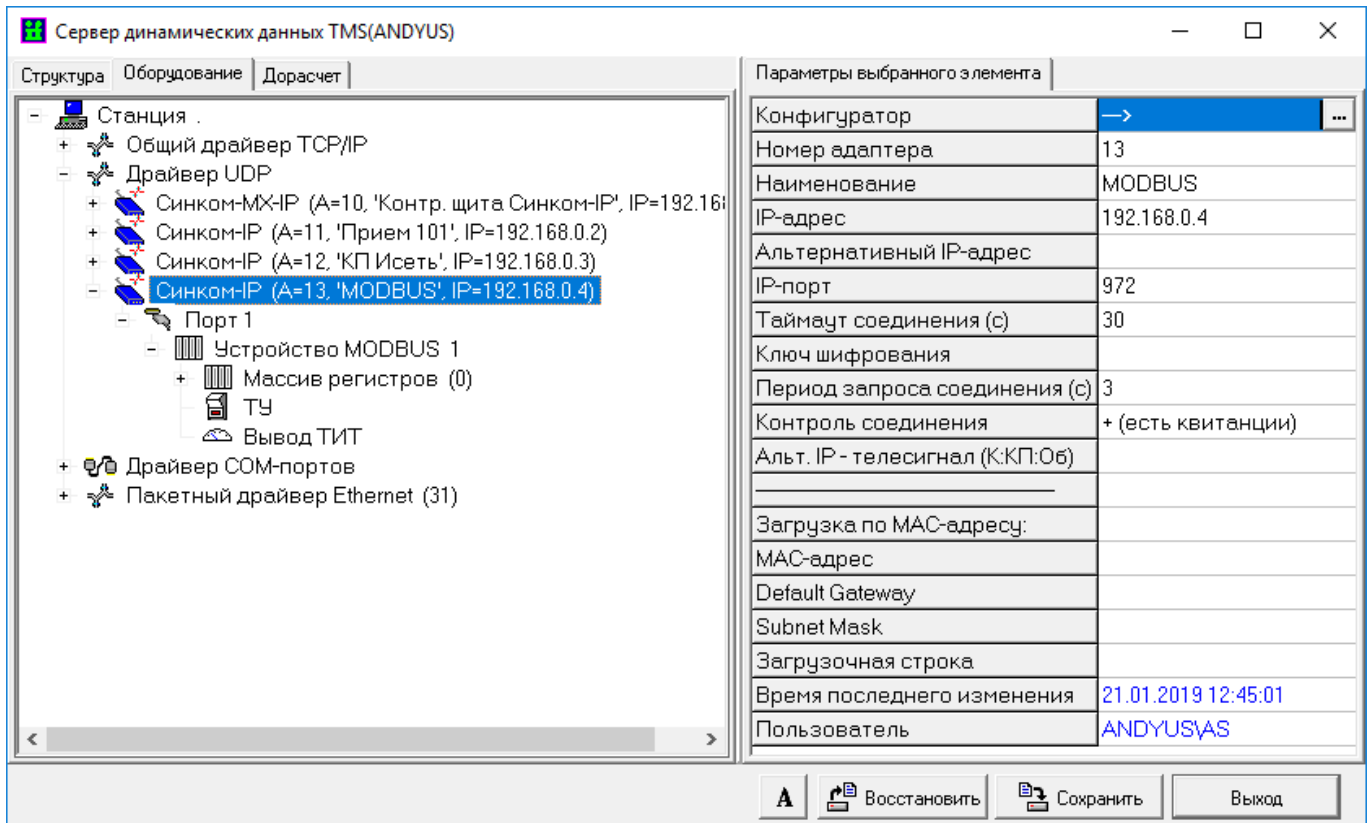 Сервер динамических данных TMS(ANDYUS)
Структура Оборудование Дорасчет
Станция .
Общий драйвер TCP/IP
Драйвер UDP
Синком-MX-IP (A=10, 'Контр. щита Синком-IP', IP=192.16
Синком-IP (A=11, 'Прием 101', IP=192.168.0.2)
Синком-IP (A=12, 'КП Исеть', IP=192.168.0.3)
Синком-IP (A=13, 'MODBUS', IP=192.168.0.4)
Порт 1
Устройство MODBUS 1
Массив регистров (0)
ТУ
Вывод ТИТ
Драйвер COM-портов
Пакетный драйвер Ethernet (31)
Параметры выбранного элемента
Конфигуратор —> ...
Номер адаптера 13
Наименование MODBUS
IP-адрес 192.168.0.4
Альтернативный IP-адрес
IP-порт 972
Таймаут соединения (с) 30
Ключ шифрования
Период запроса соединения (с) 3
Контроль соединения + (есть квитанции)
Альт. IP - телесигнал (К:КП:Об)
Загрузка по MAC-адресу:
MAC-адрес
Default Gateway
Subnet Mask
Загрузочная строка
Время последнего изменения 21.01.2019 12:45:01
Пользователь ANDYUS\AS
A Восстановить Сохранить Выход